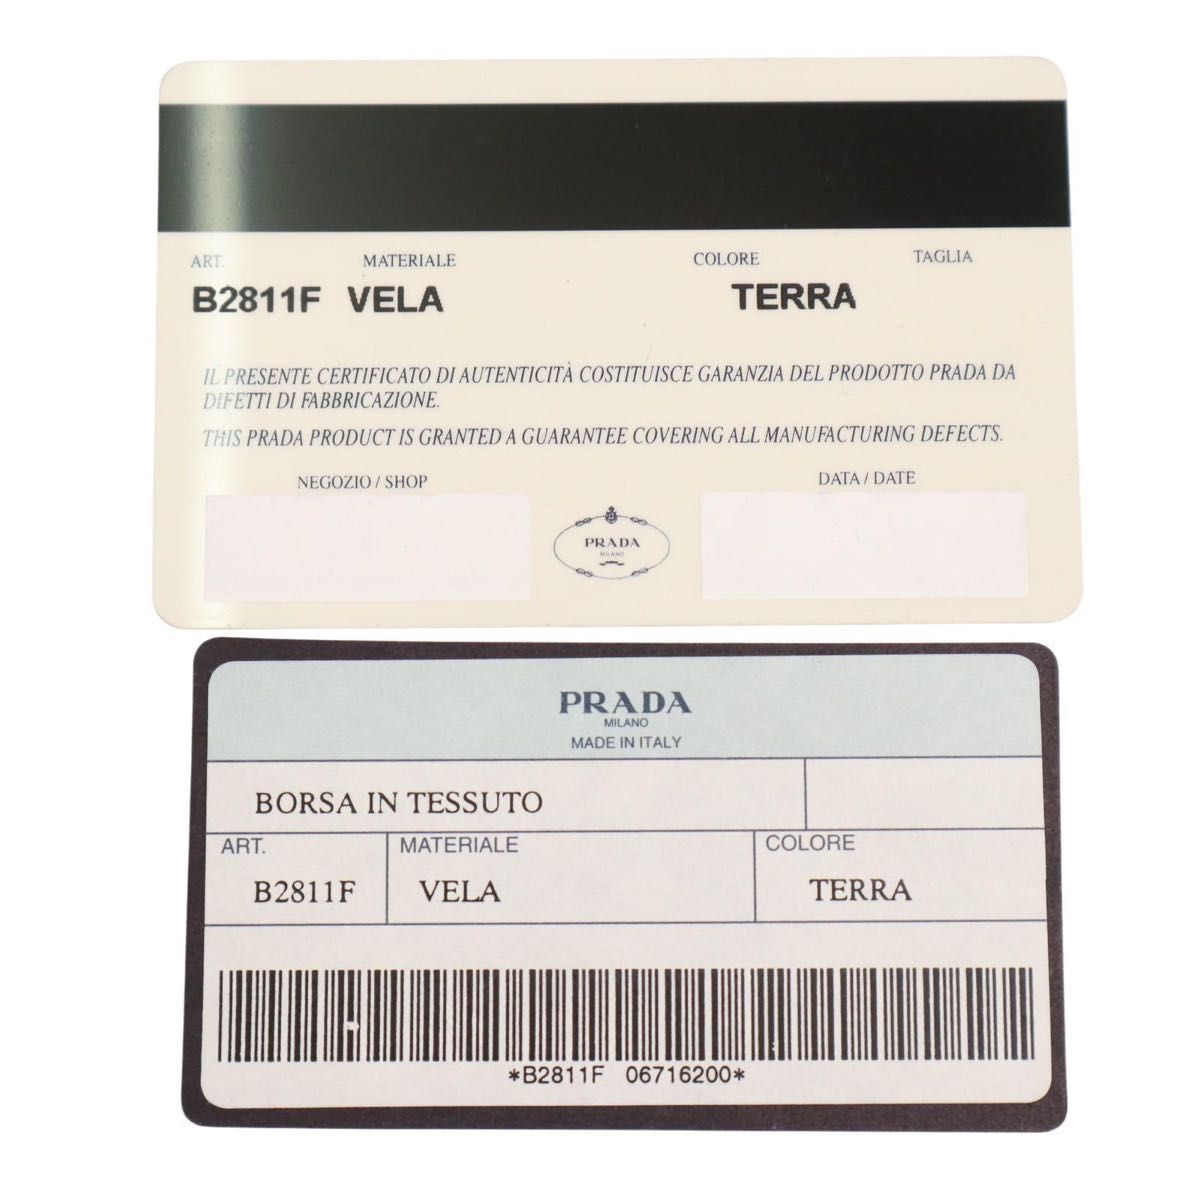 ART. MATERIALE COLORE TAGLIA
B2811F VELA TERRA
IL PRESENTE CERTIFICATO DI AUTENTICITÀ COSTITUISCE GARANZIA DEL PRODOTTO PRADA DA
DIFETTI DI FABBRICAZIONE.
THIS PRADA PRODUCT IS GRANTED A GUARANTEE COVERING ALL MANUFACTURING DEFECTS.
NEGOZIO / SHOP DATA / DATE
PRADA
MILANO
PRADA
MILANO
MADE IN ITALY
BORSA IN TESSUTO
ART. MATERIALE COLORE
B2811F VELA TERRA
*B2811F 06716200*